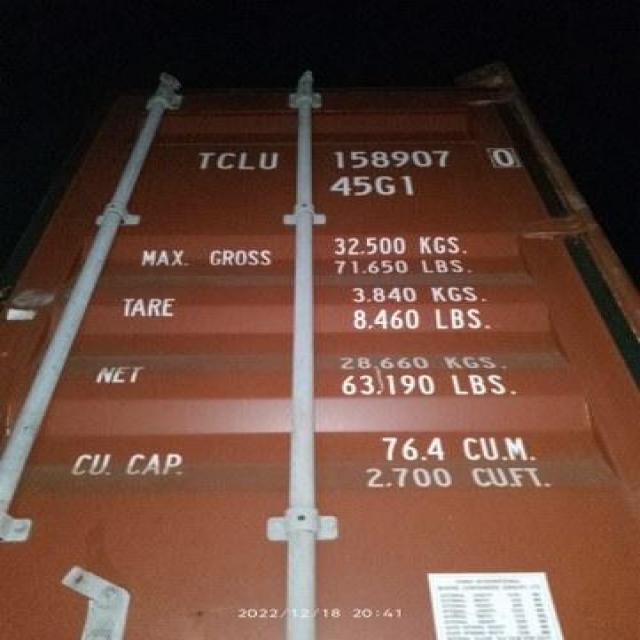 TCLU 158907 0
45G1
MAX. GROSS 32.500 KGS.
71.650 LBS.
TARE 3.840 KGS.
8.460 LBS.
NET 28,660 KGS.
63,190 LBS.
CU. CAP. 76.4 CU.M.
2.700 CU.FT.
2022/12/18 20:41